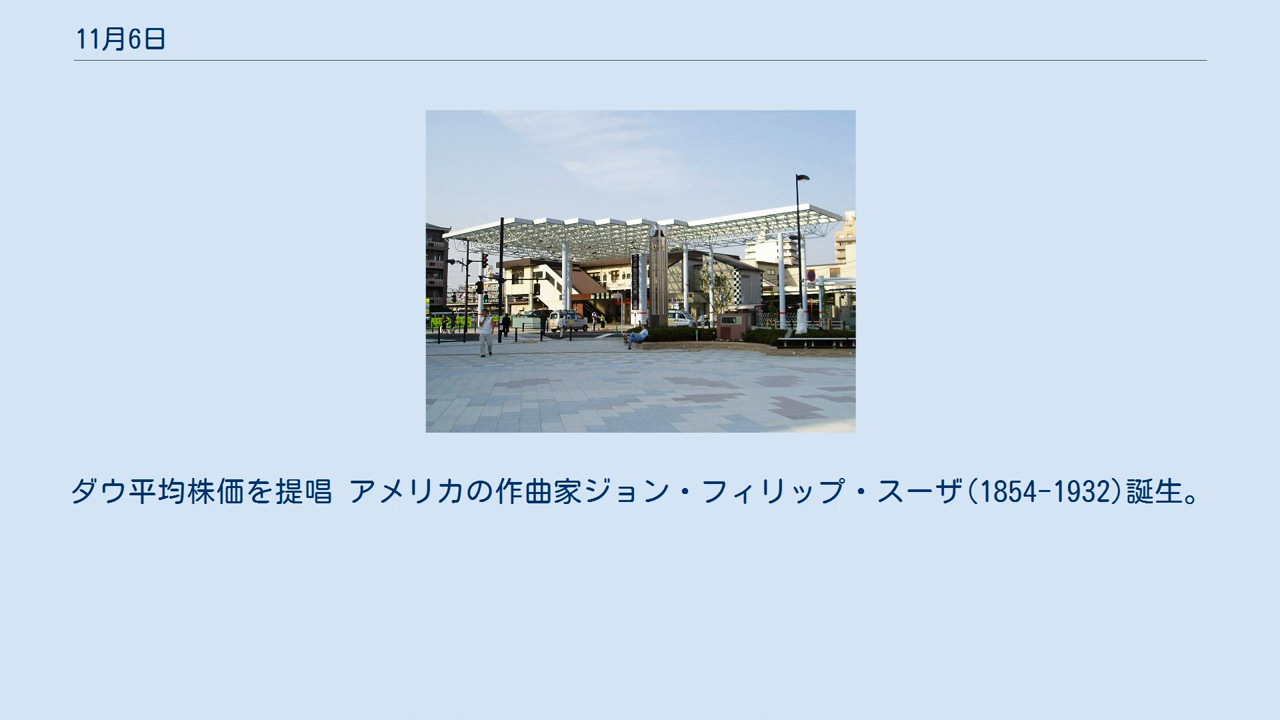 11月6日
ダウ平均株価を提唱 アメリカの作曲家ジョン・フィリップ・スーザ(1854-1932)誕生。